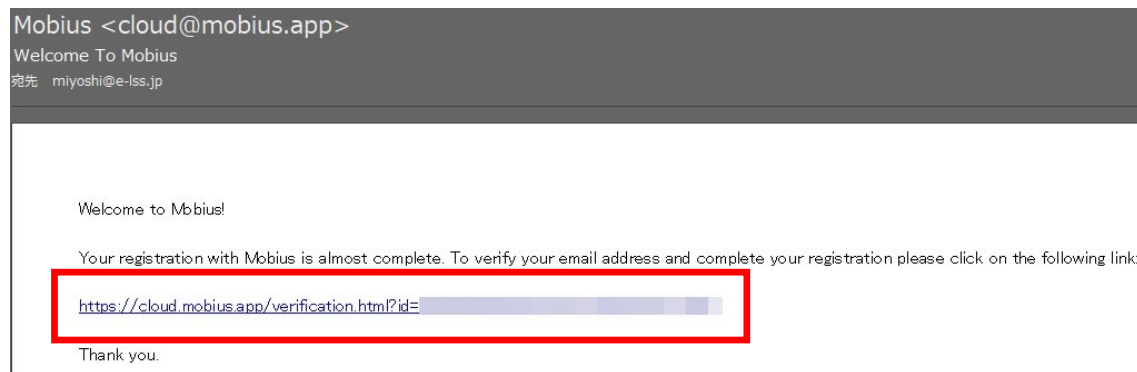 Mobius <cloud@mobius.app>
Welcome To Mobius
宛先 miyoshi@e-lss.jp
Welcome to Mobius!
Your registration with Mobius is almost complete. To verify your email address and complete your registration please click on the following link:
https://cloud.mobius.app/verification.html?id=
Thank you.